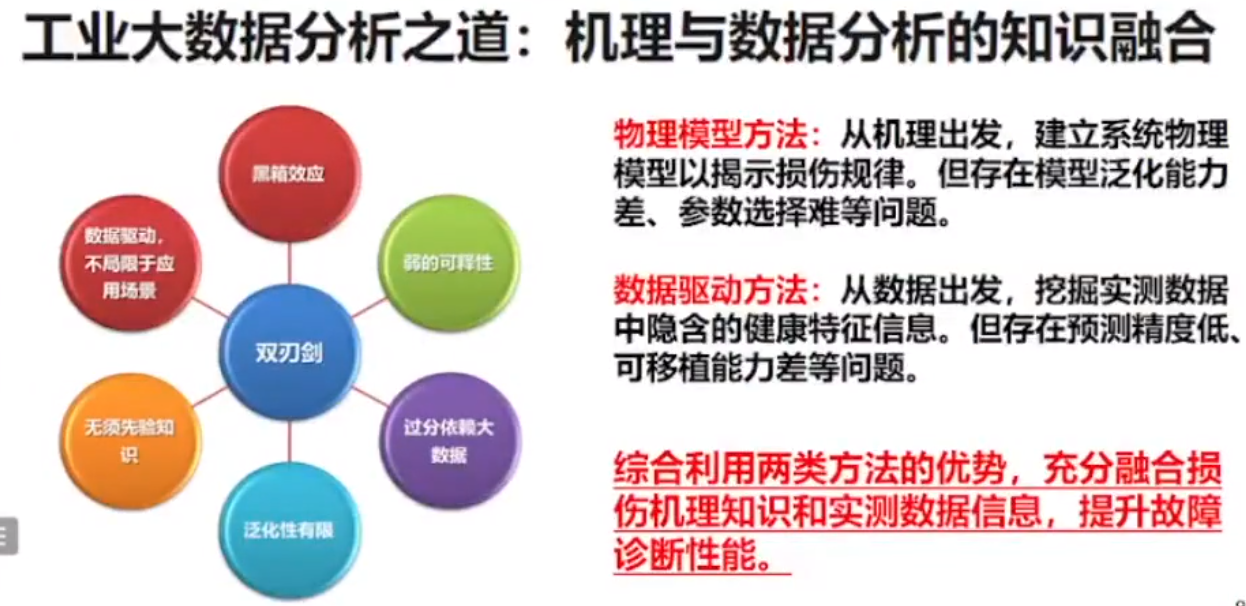 工业大数据分析之道：机理与数据分析的知识融合
黑箱效应
数据驱动，
不局限于应
用场景
弱的可释性
双刃剑
无须先验知
识
过分依赖大
数据
泛化性有限
物理模型方法：从机理出发，建立系统物理
模型以揭示损伤规律。但存在模型泛化能力
差、参数选择难等问题。
数据驱动方法：从数据出发，挖掘实测数据
中隐含的健康特征信息。但存在预测精度低、
可移植能力差等问题。
综合利用两类方法的优势，充分融合损
伤机理知识和实测数据信息，提升故障
诊断性能。